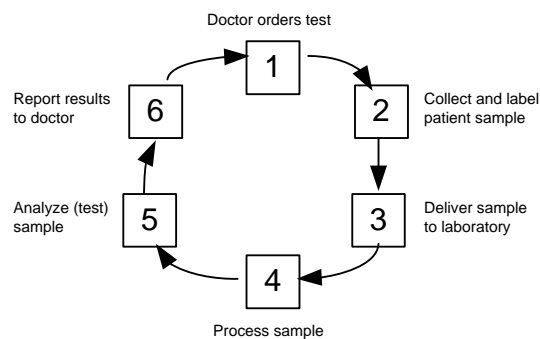 Doctor orders test
1
2
Collect and label
patient sample
3
Deliver sample
to laboratory
4
Process sample
5
Analyze (test)
sample
6
Report results
to doctor